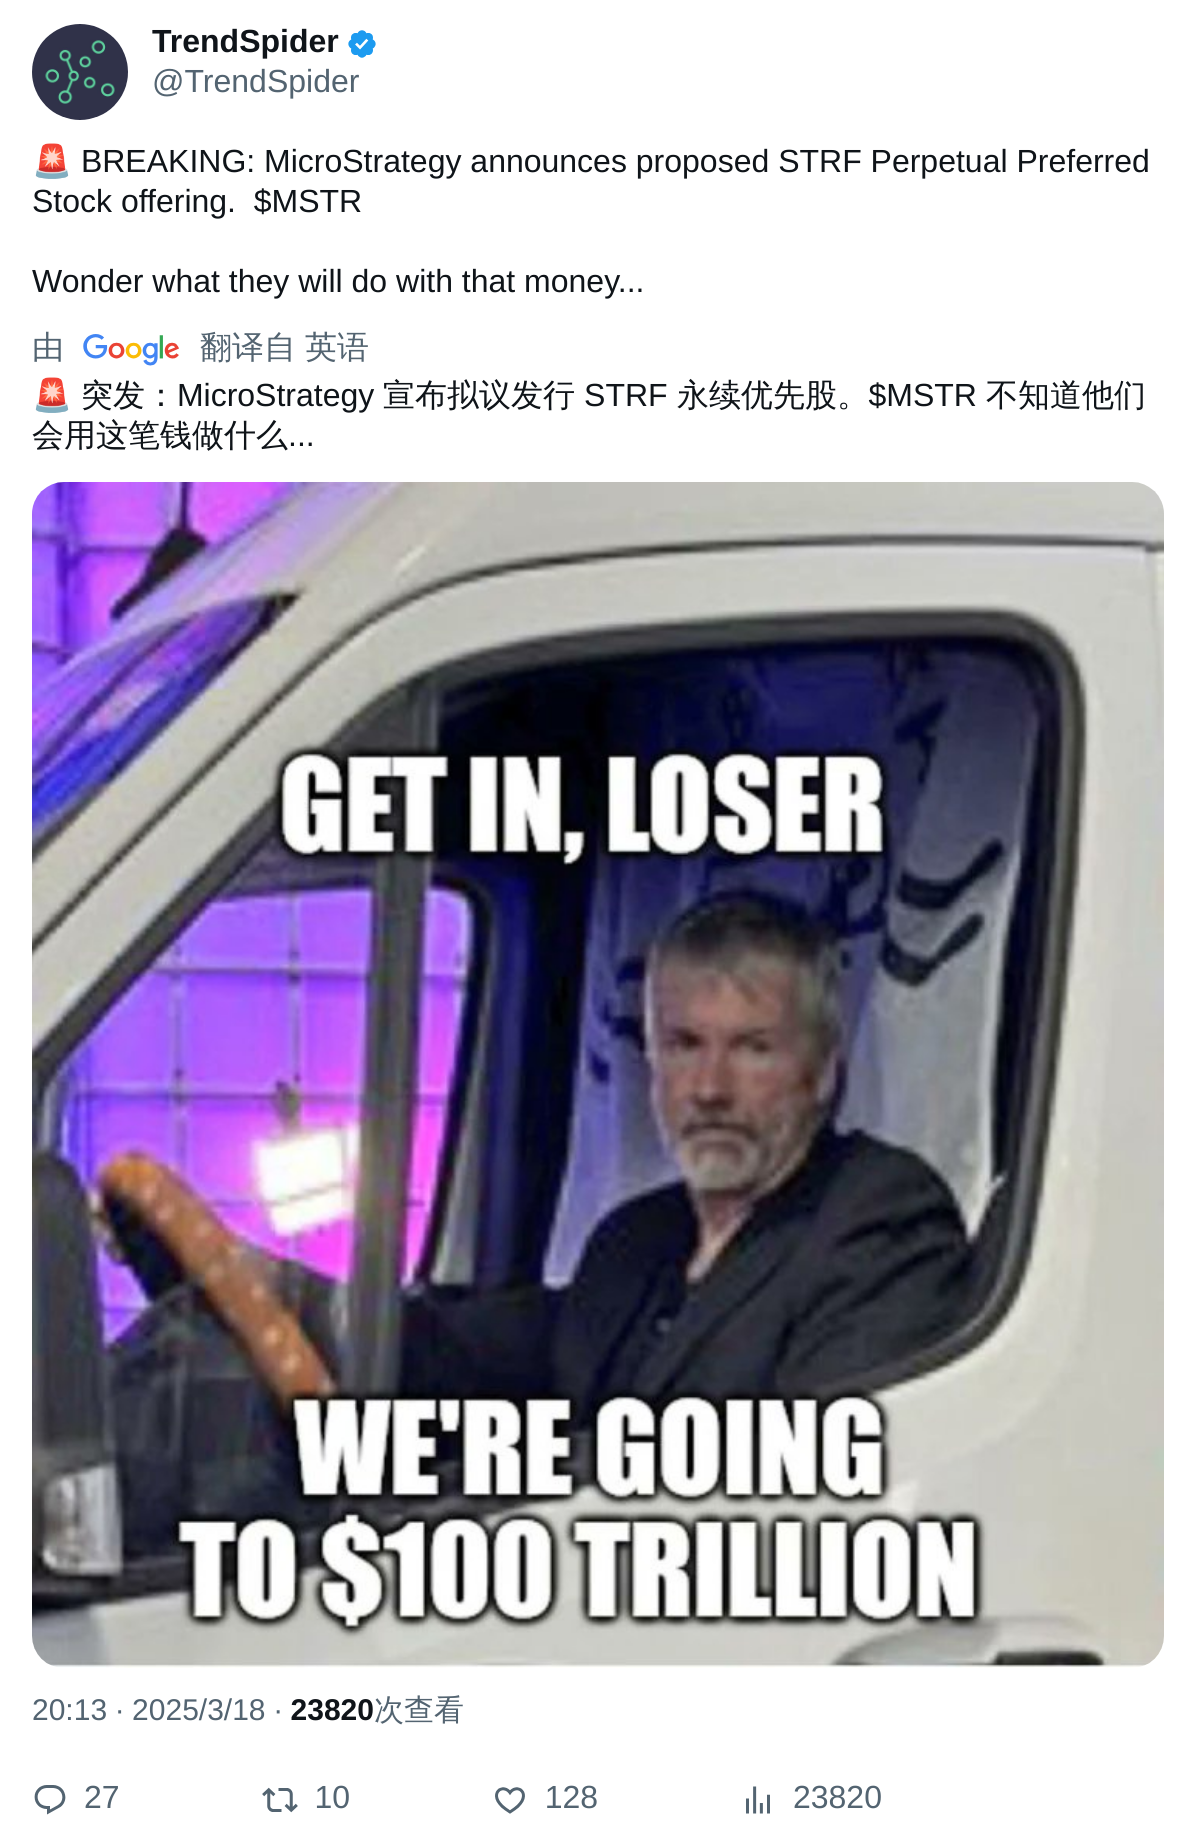 TrendSpider
@TrendSpider
🚨 BREAKING: MicroStrategy announces proposed STRF Perpetual Preferred
Stock offering.  $MSTR
Wonder what they will do with that money...
由 Google 翻译自 英语
🚨 突发：MicroStrategy 宣布拟议发行 STRF 永续优先股。$MSTR 不知道他们
会用这笔钱做什么...
GET IN, LOSER
WE'RE GOING
TO $100 TRILLION
20:13 · 2025/3/18 · 23820次查看
27 10 128 23820